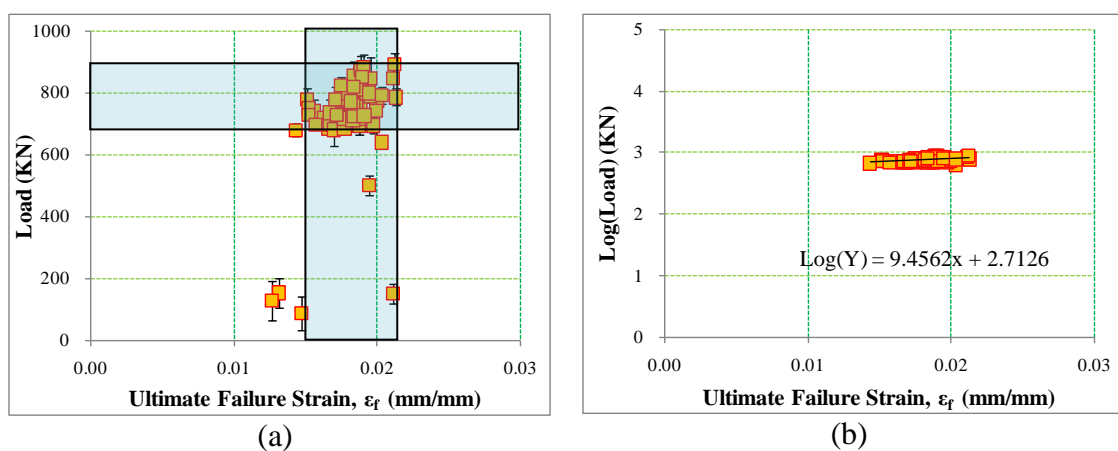 1000
800
600
400
200
0
0.00 0.01 0.02 0.03
Load (KN)
Ultimate Failure Strain, εf (mm/mm)
(a)
5
4
3
2
1
0
0.00 0.01 0.02 0.03
Log(Load) (KN)
Log(Y) = 9.4562x + 2.7126
Ultimate Failure Strain, εf (mm/mm)
(b)